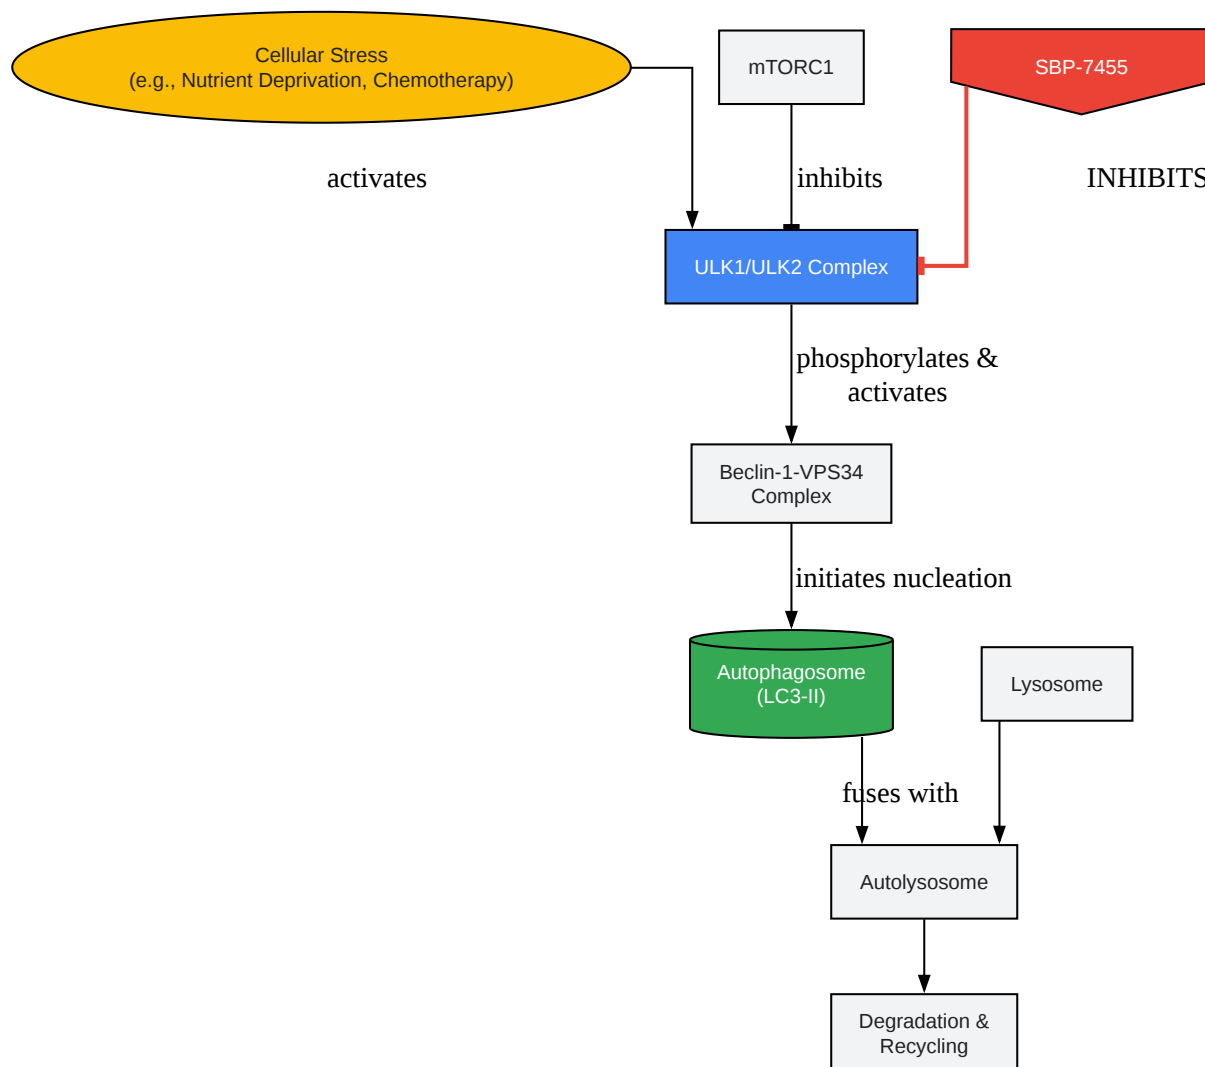 Cellular Stress
(e.g., Nutrient Deprivation, Chemotherapy)
mTORC1
SBP-7455
activates
inhibits
INHIBITS
ULK1/ULK2 Complex
phosphorylates &
activates
Beclin-1-VPS34
Complex
initiates nucleation
Autophagosome
(LC3-II)
Lysosome
fuses with
Autolysosome
Degradation &
Recycling